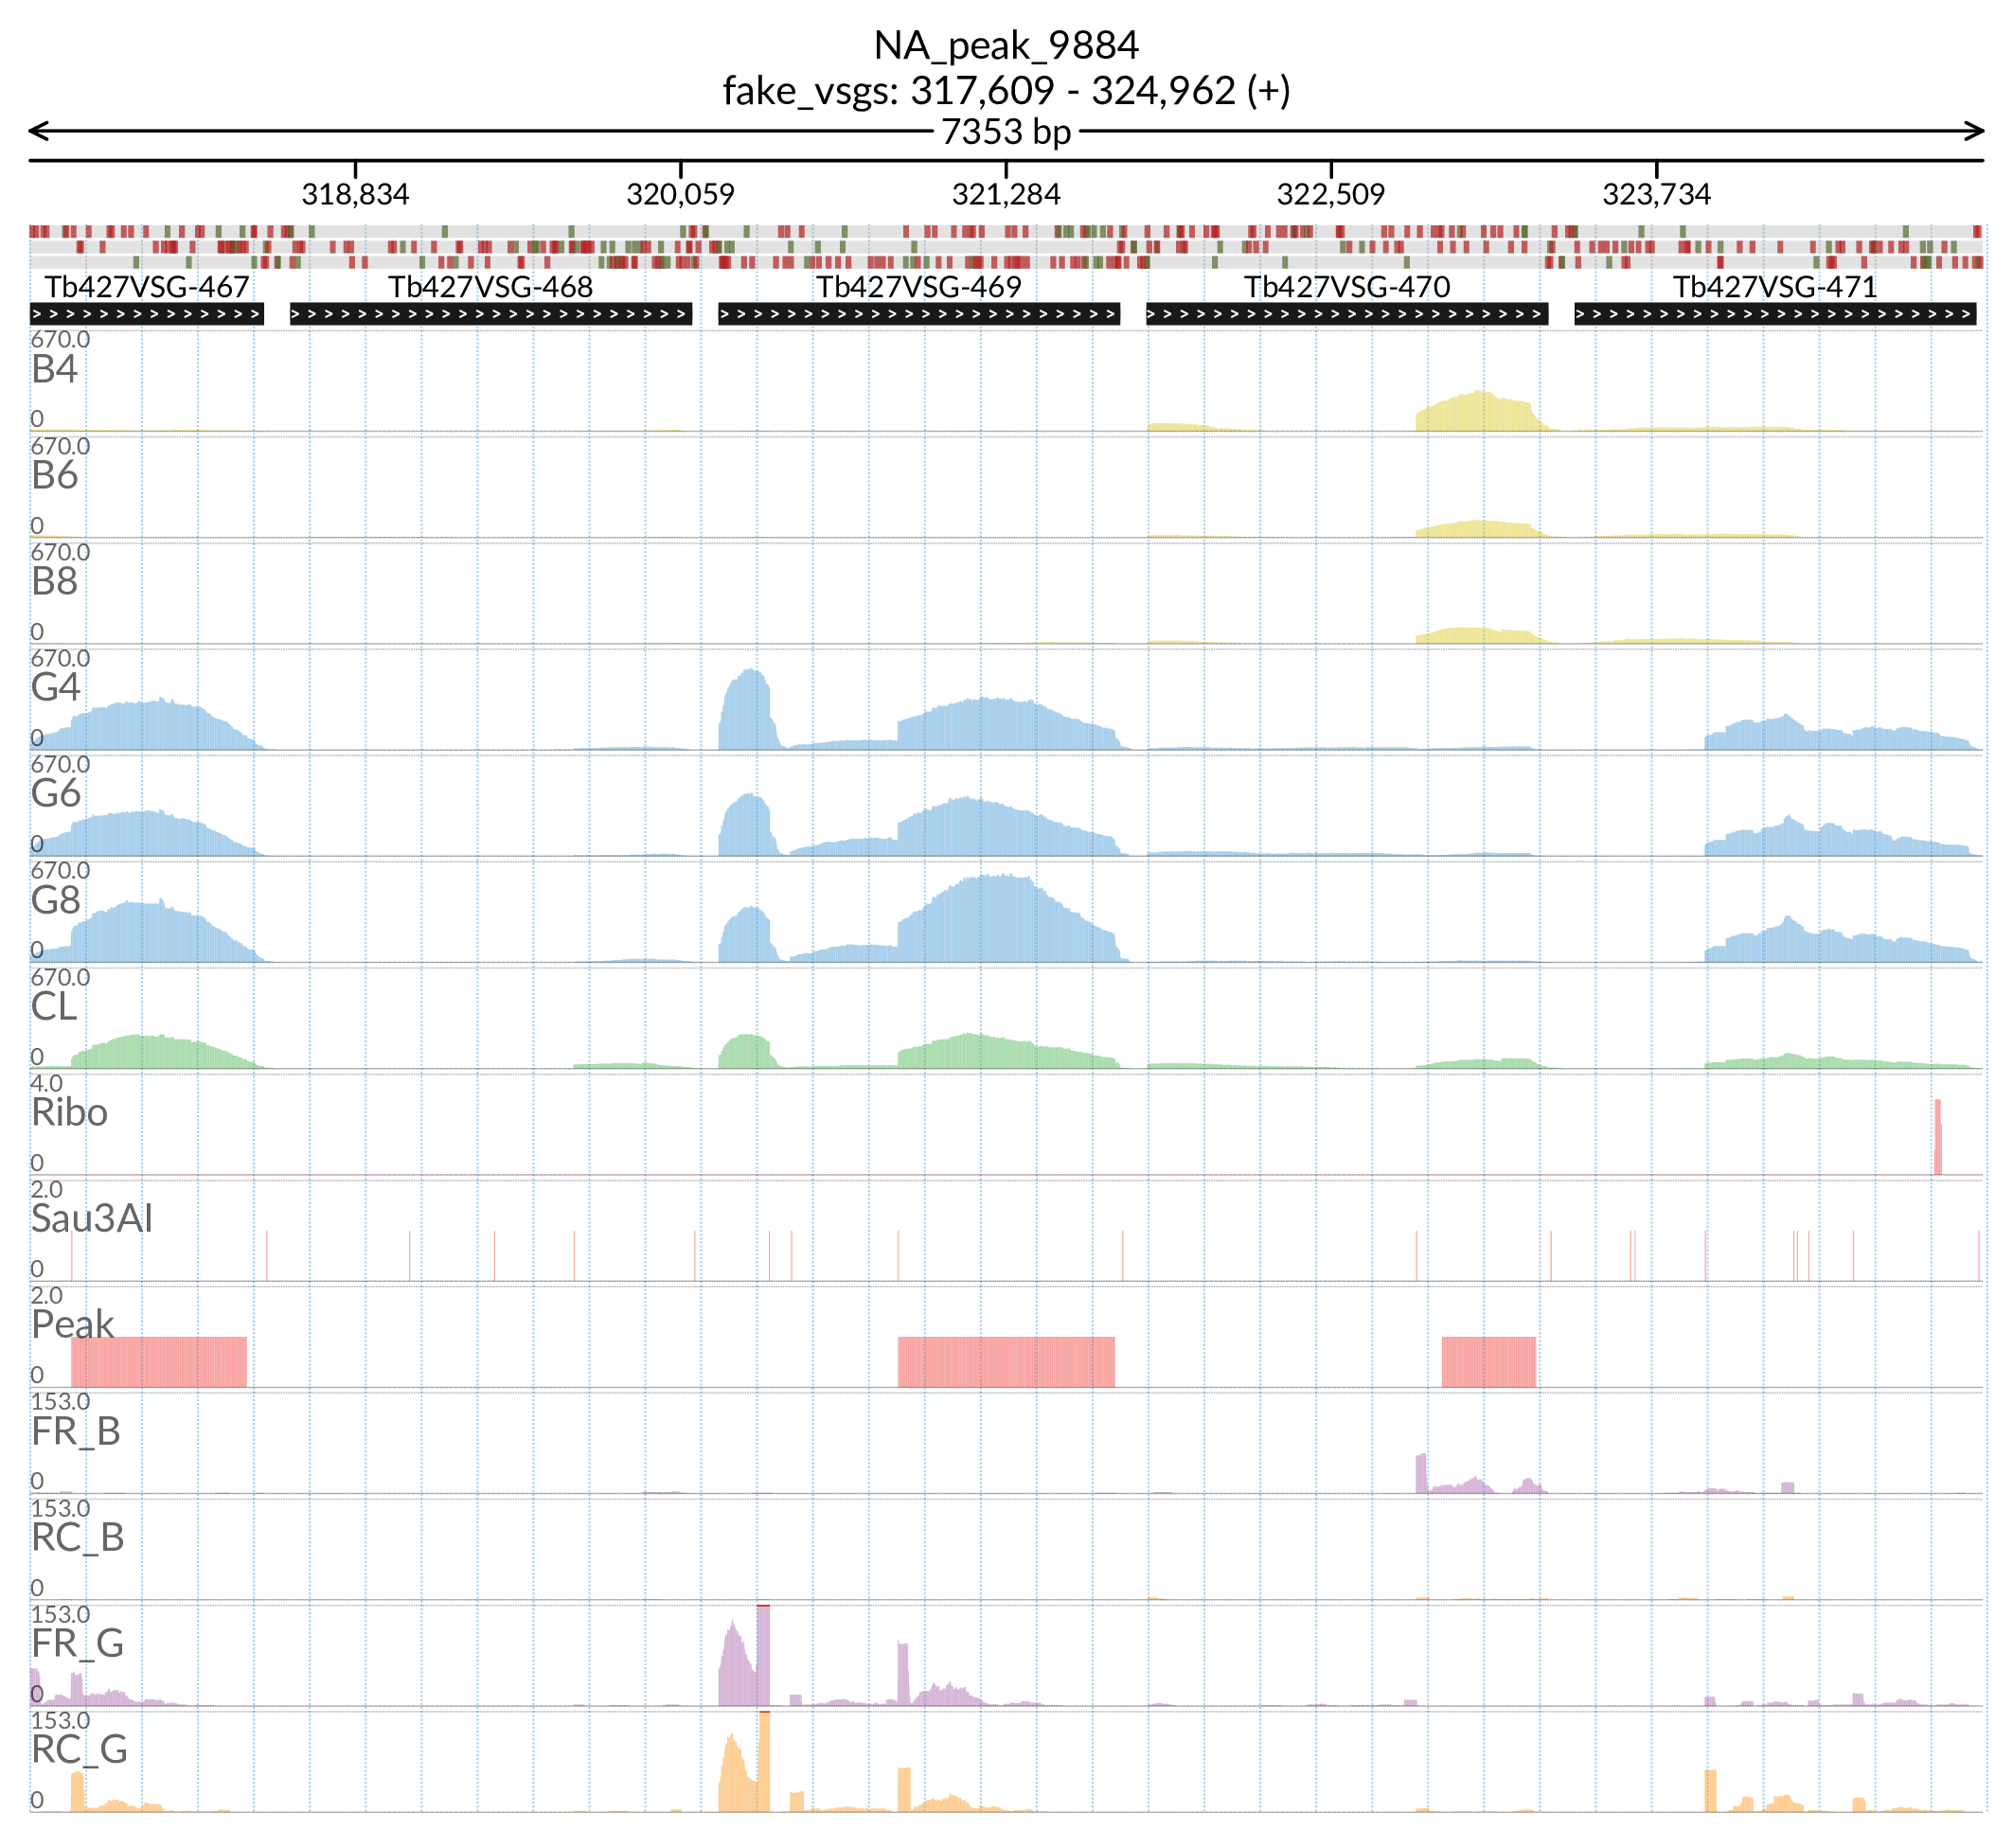 NA_peak_9884
fake_vsgs: 317,609 - 324,962 (+)
7353 bp
318,834 320,059 321,284 322,509 323,734
Tb427VSG-467 Tb427VSG-468 Tb427VSG-469 Tb427VSG-470 Tb427VSG-471
670.0
B4
0
670.0
B6
0
670.0
B8
0
670.0
G4
0
670.0
G6
0
670.0
G8
0
670.0
CL
0
4.0
Ribo
0
2.0
Sau3AI
0
2.0
Peak
0
153.0
FR_B
0
153.0
RC_B
0
153.0
FR_G
0
153.0
RC_G
0